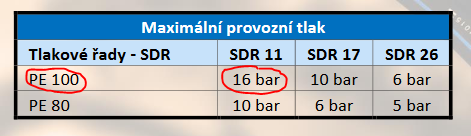 Maximální provozní tlak
Tlakové řady - SDR SDR 11 SDR 17 SDR 26
PE 100 16 bar 10 bar 6 bar
PE 80 10 bar 6 bar 5 bar